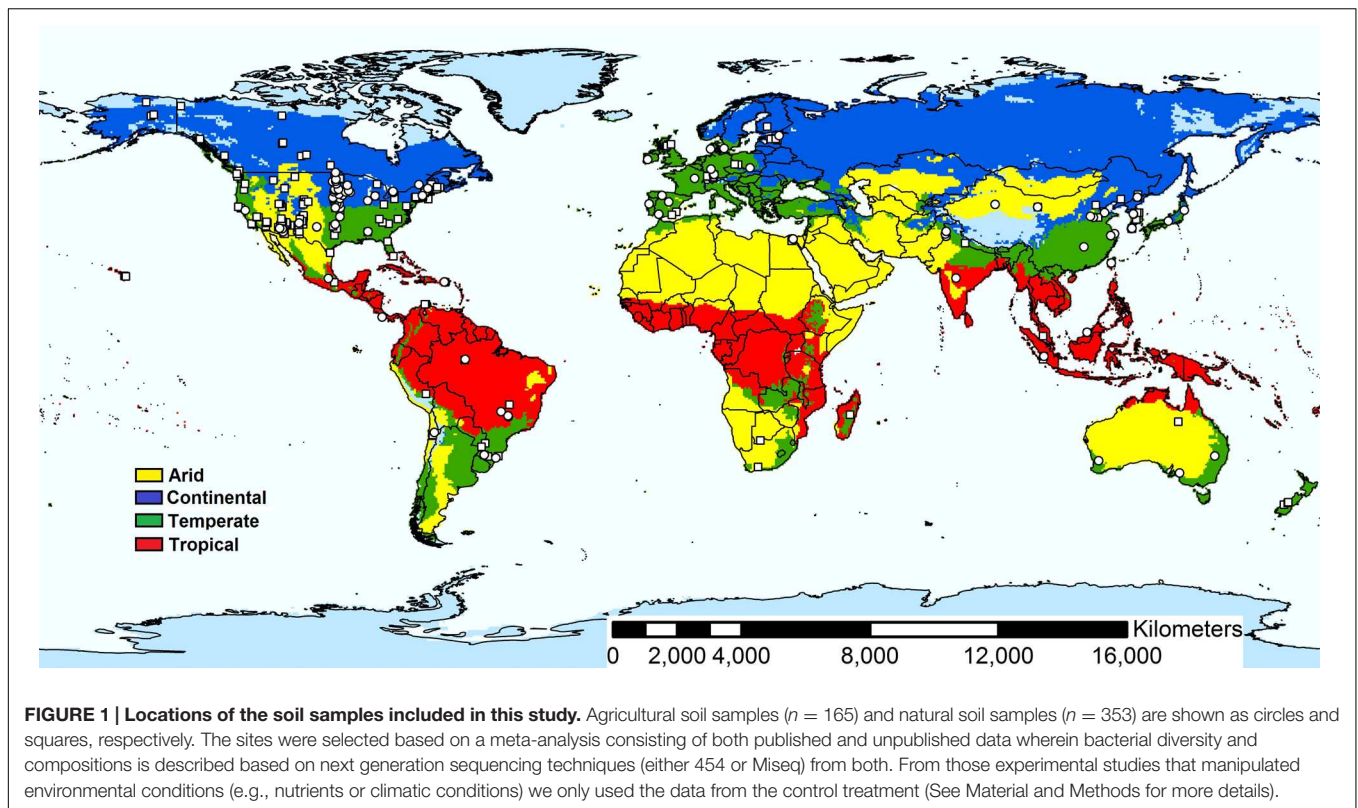 Arid
Continental
Temperate
Tropical
Kilometers
0 2,000 4,000 8,000 12,000 16,000
FIGURE 1 | Locations of the soil samples included in this study. Agricultural soil samples (n = 165) and natural soil samples (n = 353) are shown as circles and
squares, respectively. The sites were selected based on a meta-analysis consisting of both published and unpublished data wherein bacterial diversity and
compositions is described based on next generation sequencing techniques (either 454 or Miseq) from both. From those experimental studies that manipulated
environmental conditions (e.g., nutrients or climatic conditions) we only used the data from the control treatment (See Material and Methods for more details).